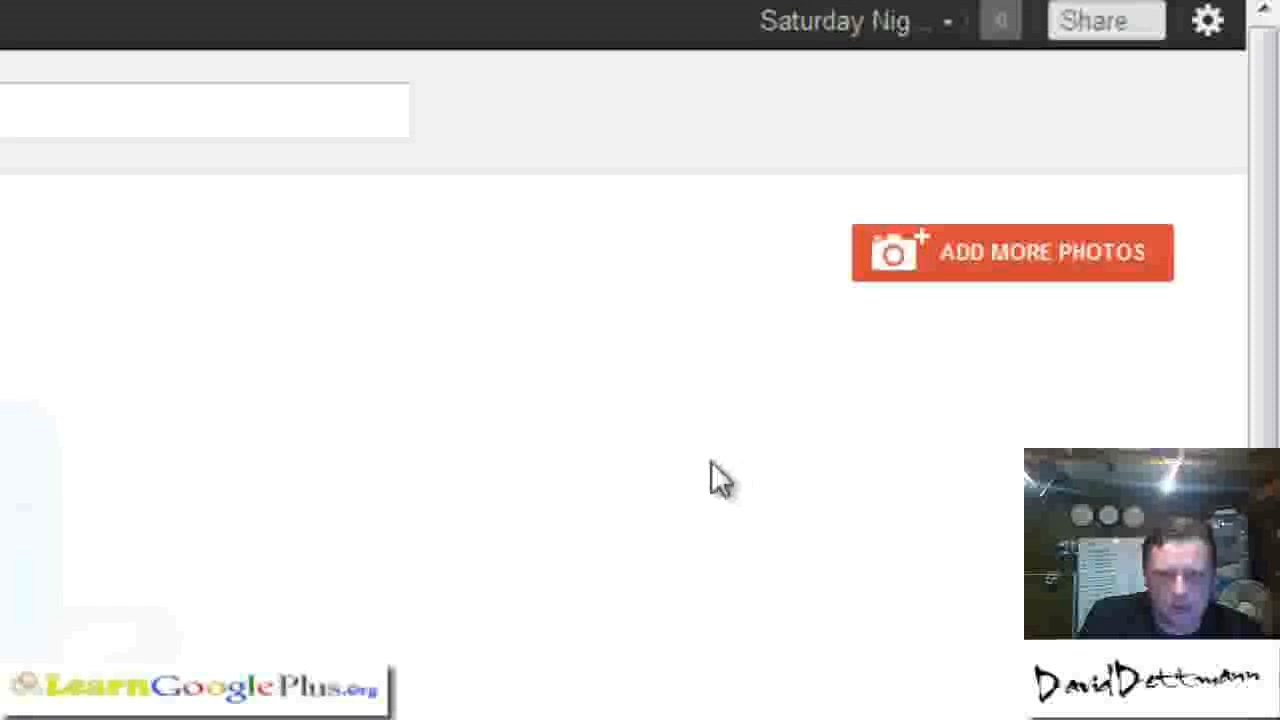 Saturday Nig...
Share...
ADD MORE PHOTOS
LearnGooglePlus.org
DavidDettmann